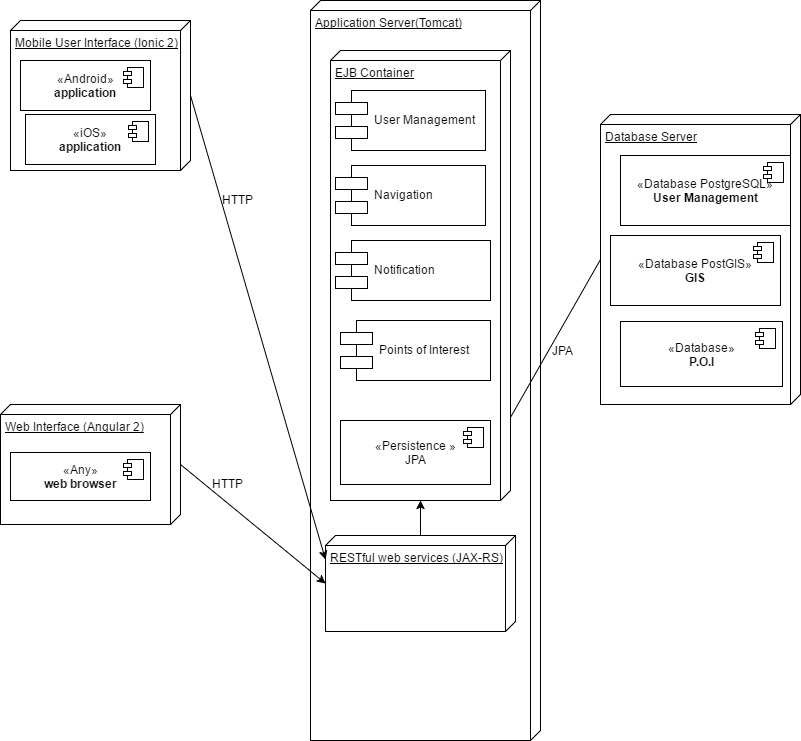 Mobile User Interface (Ionic 2)
«Android»
application
«iOS»
application
HTTP
Web Interface (Angular 2)
«Any»
web browser
HTTP
Application Server(Tomcat)
EJB Container
User Management
Navigation
Notification
Points of Interest
«Persistence »
JPA
RESTful web services (JAX-RS)
JPA
Database Server
«Database PostgreSQL»
User Management
«Database PostGIS»
GIS
«Database»
P.O.I